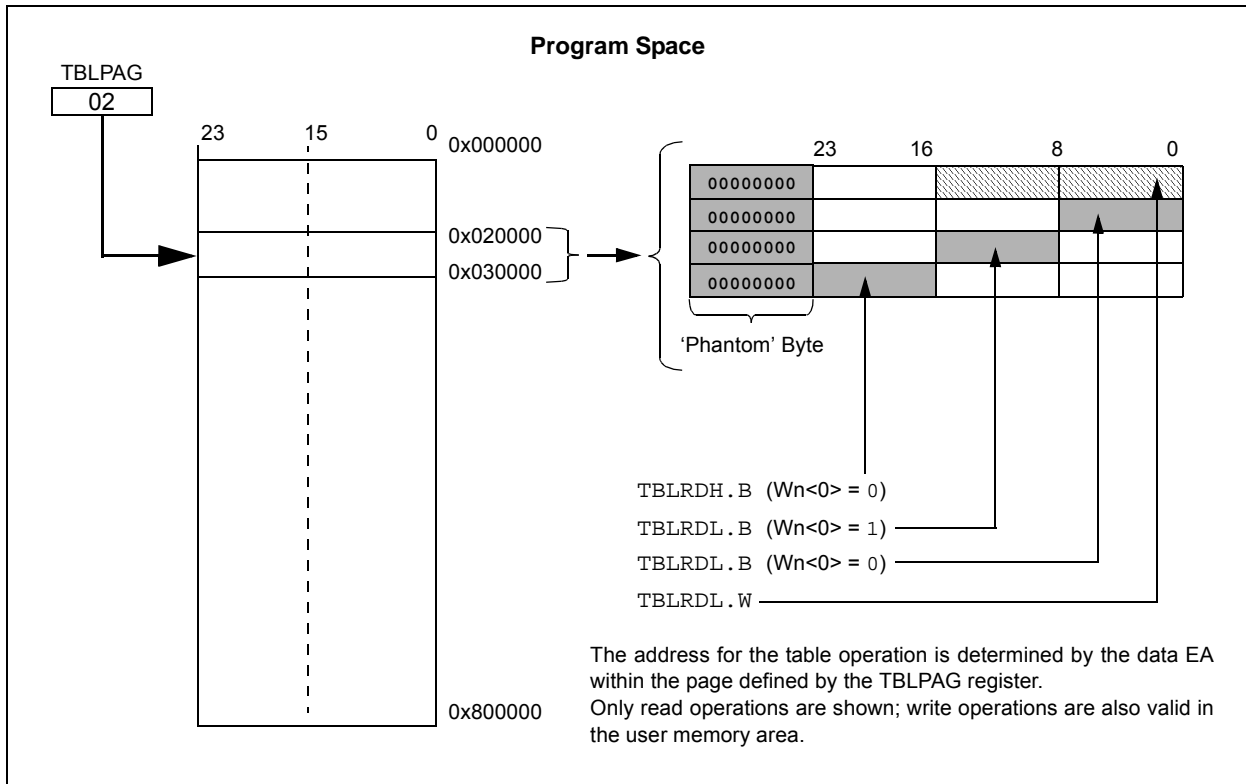 Program Space
TBLPAG
02
23 15 0
0x000000
0x020000
0x030000
0x800000
23 16 8 0
00000000
00000000
00000000
00000000
‘Phantom’ Byte
TBLRDH.B (Wn<0> = 0)
TBLRDL.B (Wn<0> = 1)
TBLRDL.B (Wn<0> = 0)
TBLRDL.W
The address for the table operation is determined by the data EA
within the page defined by the TBLPAG register.
Only read operations are shown; write operations are also valid in
the user memory area.